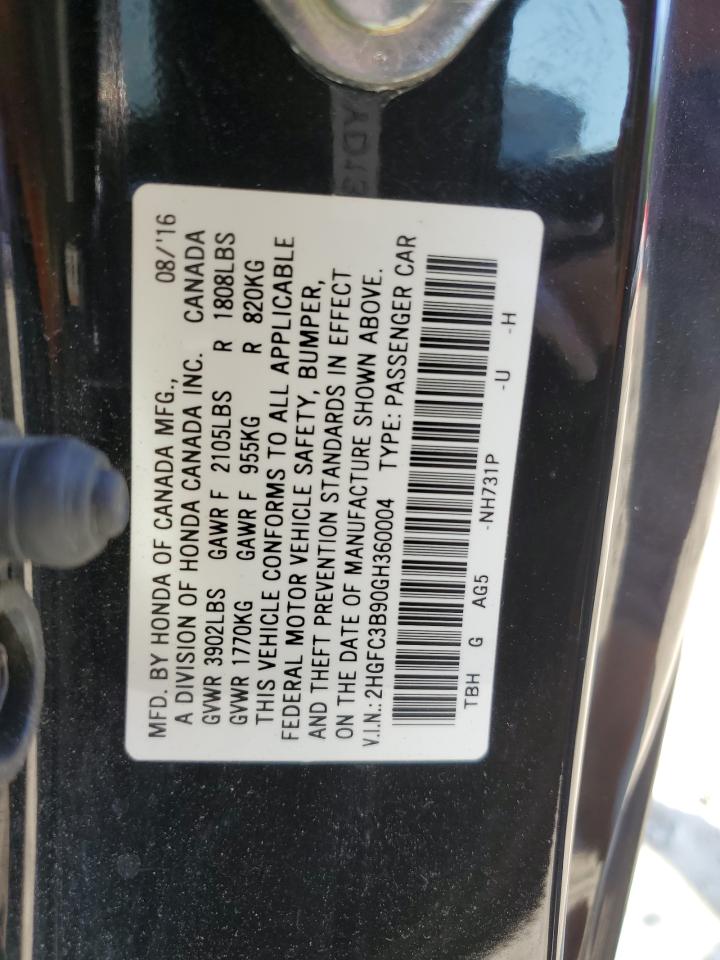 MFD. BY HONDA OF CANADA MFG., 08/'16
A DIVISION OF HONDA CANADA INC. CANADA
GVWR 3902LBS GAWR F 2105LBS R 1808LBS
GVWR 1770KG GAWR F 955KG R 820KG
THIS VEHICLE CONFORMS TO ALL APPLICABLE
FEDERAL MOTOR VEHICLE SAFETY, BUMPER,
AND THEFT PREVENTION STANDARDS IN EFFECT
ON THE DATE OF MANUFACTURE SHOWN ABOVE.
V.I.N.: 2HGFC3B90GH360004 TYPE: PASSENGER CAR
TBH G AG5 -NH731P -U -H